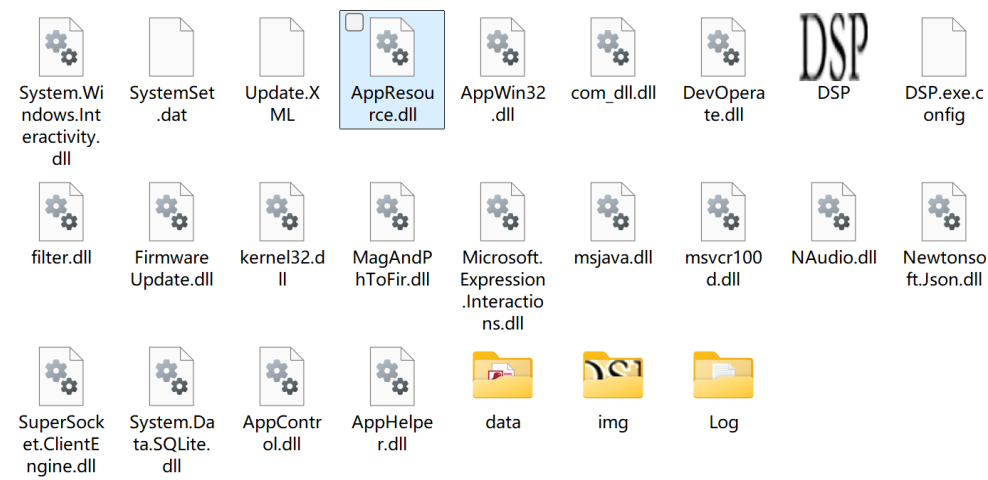 DSP
System.Wi
ndows.Int
eractivity.
dll
SystemSet
.dat
Update.X
ML
AppResou
rce.dll
AppWin32
.dll
com_dll.dll
DevOpera
te.dll
DSP
DSP.exe.c
onfig
filter.dll
Firmware
Update.dll
kernel32.d
ll
MagAndP
hToFir.dll
Microsoft.
Expression
.Interactio
ns.dll
msjava.dll
msvcr100
d.dll
NAudio.dll
Newtonso
ft.Json.dll
SuperSock
et.ClientE
ngine.dll
System.Da
ta.SQLite.
dll
AppContr
ol.dll
AppHelpe
r.dll
data
img
Log